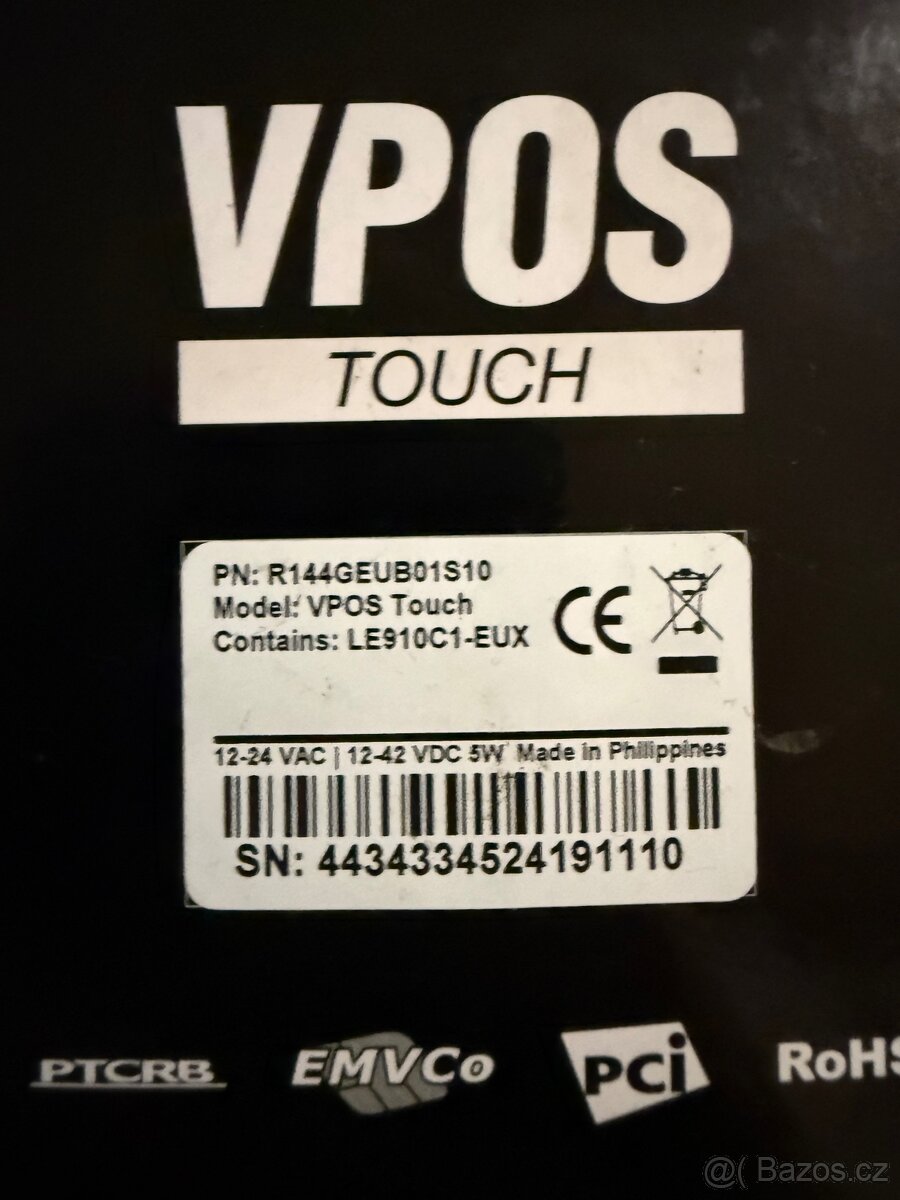 VPOS
TOUCH
PN: R144GEUB01S10
Model: VPOS Touch
Contains: LE910C1-EUX
CE
12-24 VAC | 12-42 VDC 5W Made in Philippines
SN: 4434334524191110
PTCRB EMVCo PCi RoHS
@( Bazos.cz